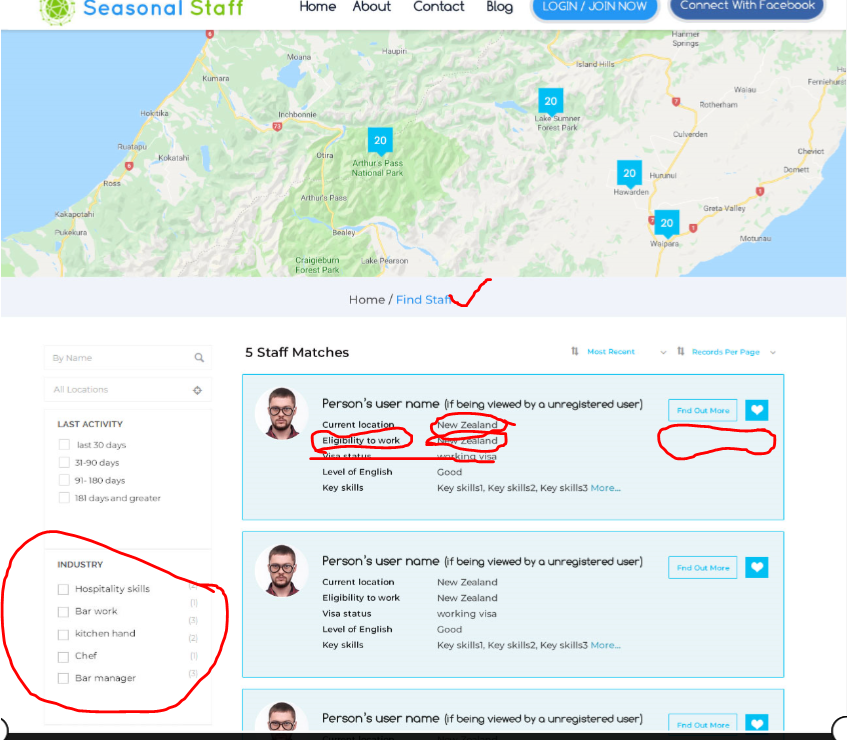 Seasonal Staff
Home About Contact Blog LOGIN / JOIN NOW Connect With Facebook
Hanmer Springs
Haupiri
Moana
Island Hills
Kumara
Waiau
Ferniehurst
Hokitika
Inchbonnie
Rotherham
Lake Sumner Forest Park
20
7
73
Culverden
20
Ruatapu
Kokatahi
Otira
Arthur's Pass National Park
Cheviot
6
Domett
20
Hurunui
Ross
Hawarden
1
Arthur's Pass
Greta Valley
Kakapotahi
7
20
1
Pukekura
Bealey
Waipara
Motunau
Craigieburn Forest Park
Lake Pearson
Home / Find Staff
By Name
5 Staff Matches
Most Recent
Records Per Page
All Locations
LAST ACTIVITY
last 30 days
31-90 days
91- 180 days
181 days and greater
Person's user name (if being viewed by a unregistered user)
Find Out More
Current location New Zealand
Eligibility to work New Zealand
Visa status working visa
Level of English Good
Key skills Key skills1, Key skills2, Key skills3 More...
INDUSTRY
Hospitality skills
Bar work (1)
(3)
kitchen hand (2)
Chef (1)
Bar manager (3)
Person's user name (if being viewed by a unregistered user)
Find Out More
Current location New Zealand
Eligibility to work New Zealand
Visa status working visa
Level of English Good
Key skills Key skills1, Key skills2, Key skills3 More...
Person's user name (if being viewed by a unregistered user)
Find Out More